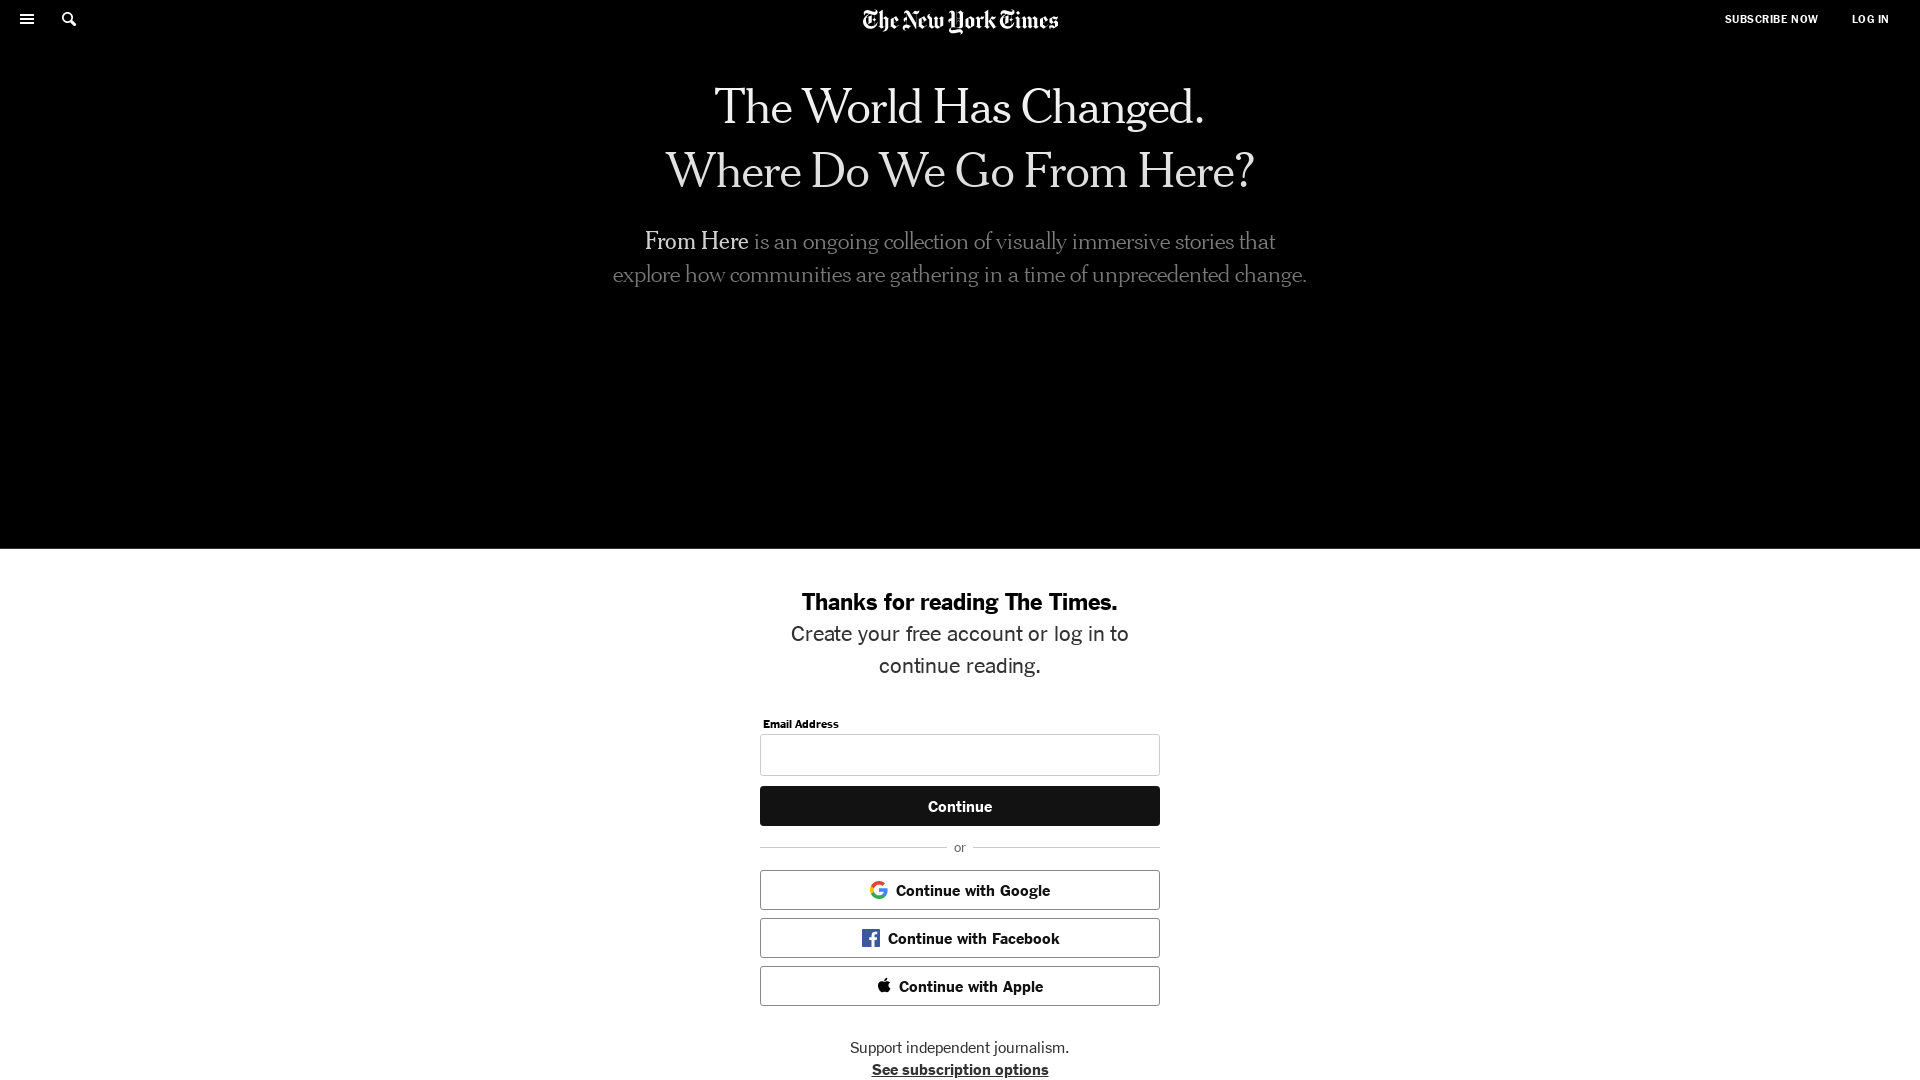 The New York Times
SUBSCRIBE NOW
LOG IN
The World Has Changed.
Where Do We Go From Here?
From Here is an ongoing collection of visually immersive stories that
explore how communities are gathering in a time of unprecedented change.
Thanks for reading The Times.
Create your free account or log in to
continue reading.
Email Address
Continue
or
Continue with Google
Continue with Facebook
Continue with Apple
Support independent journalism.
See subscription options